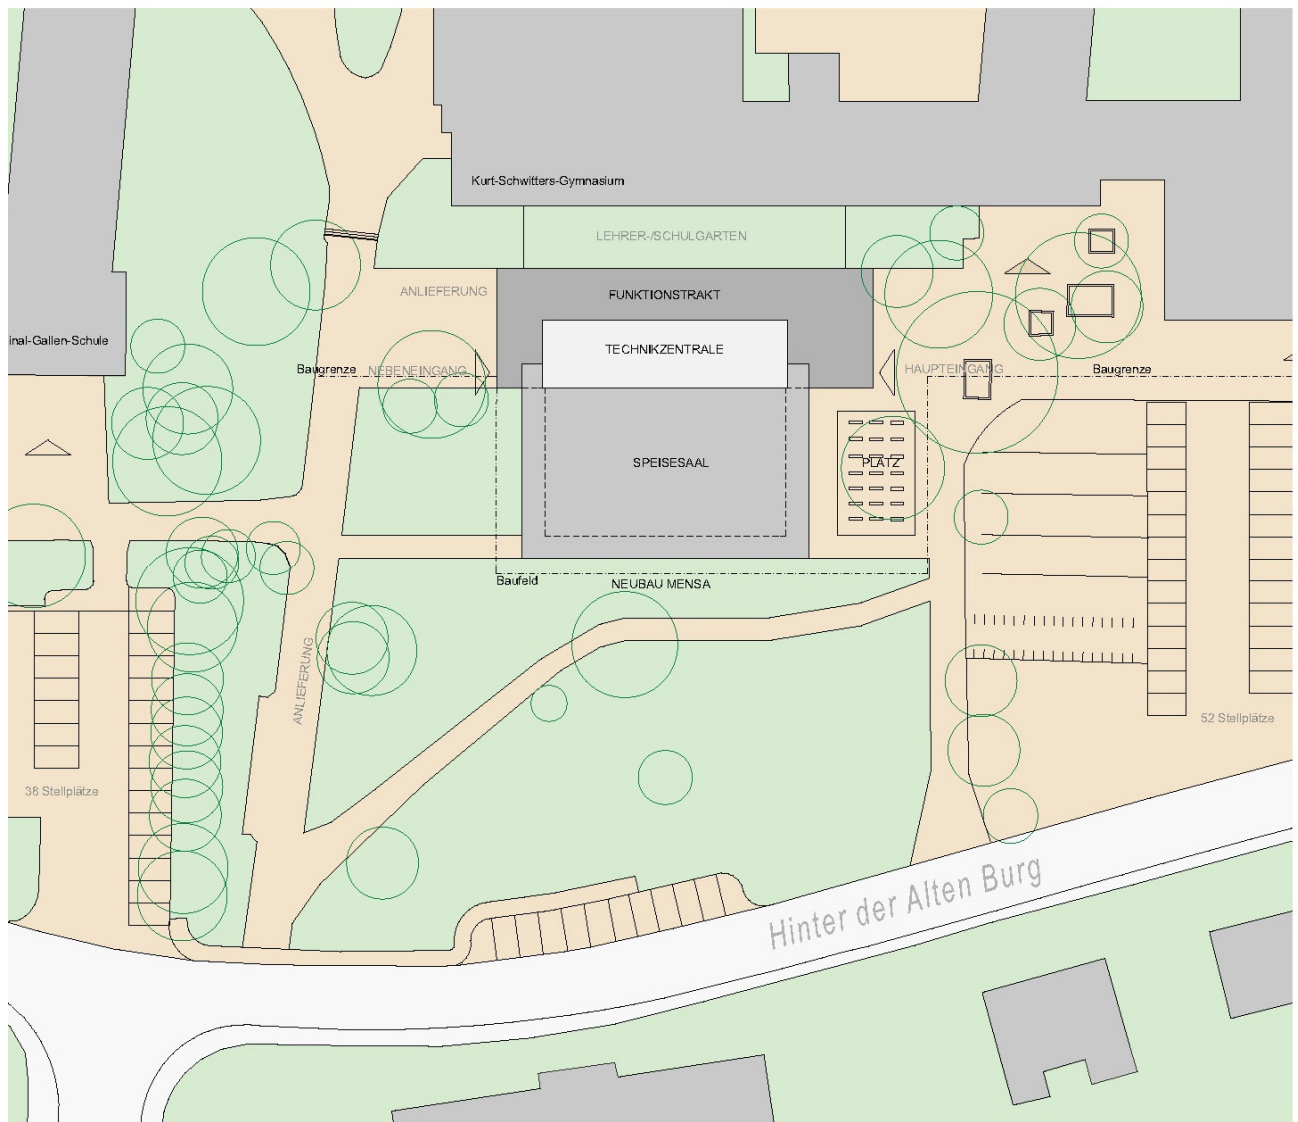 Kurt-Schwitters-Gymnasium
LEHRER-/SCHULGARTEN
ANLIEFERUNG
FUNKTIONSTRAKT
inal-Gallen-Schule
TECHNIKZENTRALE
Baugrenze
NEBENEINGANG
HAUPTEINGANG
Baugrenze
SPEISESAAL
PLATZ
Baufeld
NEUBAU MENSA
ANLIEFERUNG
52 Stellplätze
38 Stellplätze
Hinter der Alten Burg